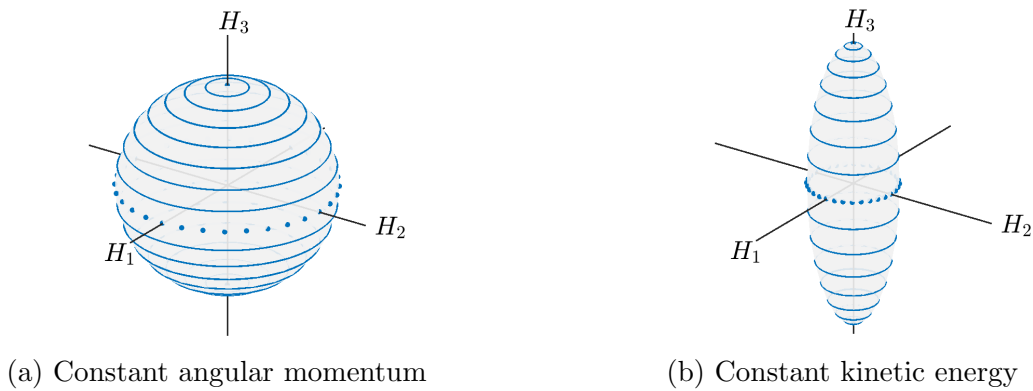 H₃
H₁
H₂
(a) Constant angular momentum
H₃
H₁
H₂
(b) Constant kinetic energy